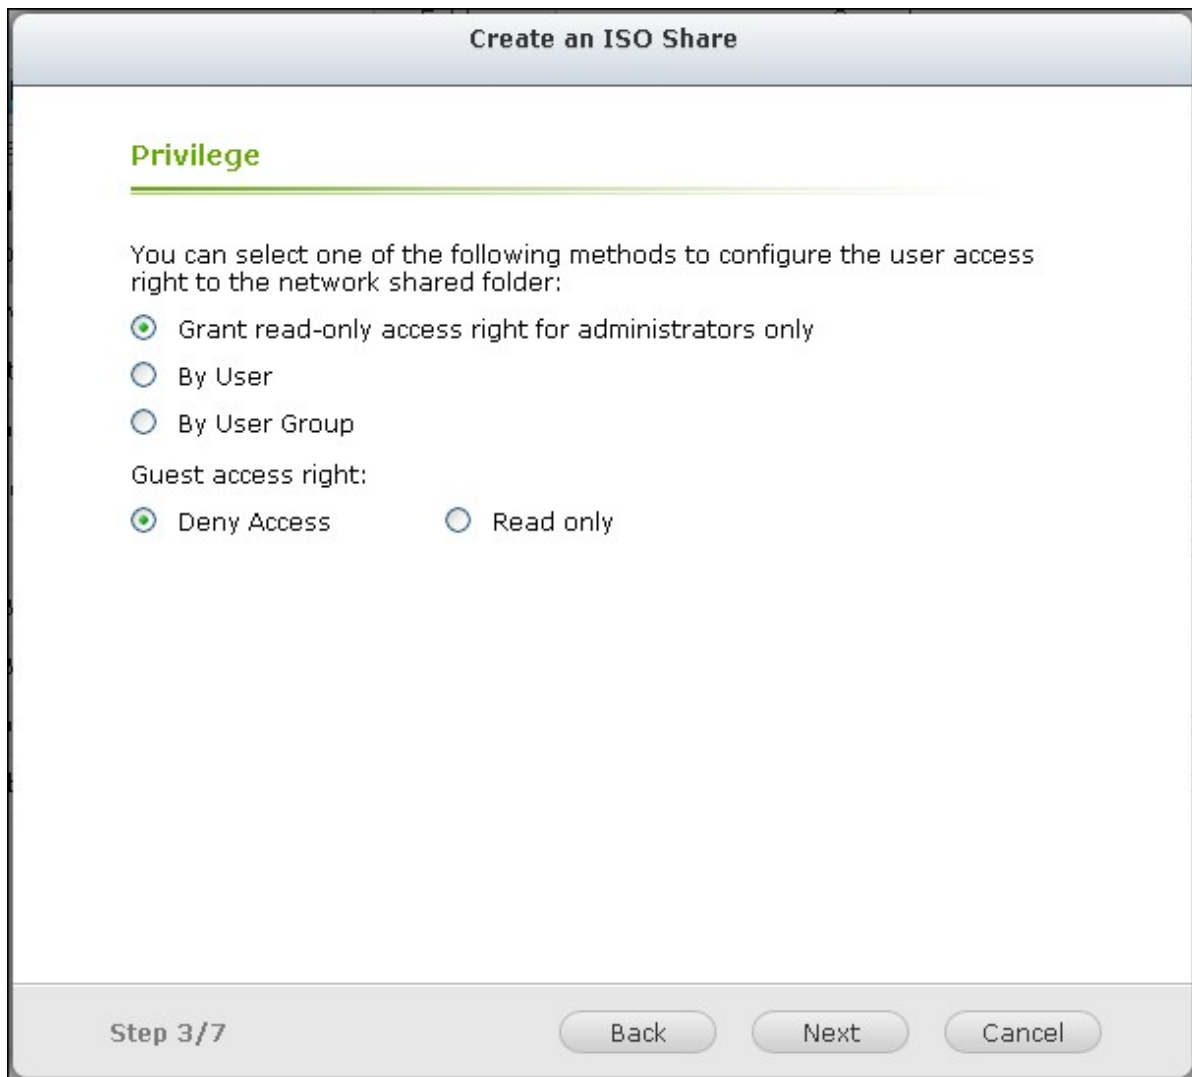 Create an ISO Share
Privilege
You can select one of the following methods to configure the user access
right to the network shared folder:
Grant read-only access right for administrators only
By User
By User Group
Guest access right:
Deny Access Read only
Step 3/7 Back Next Cancel